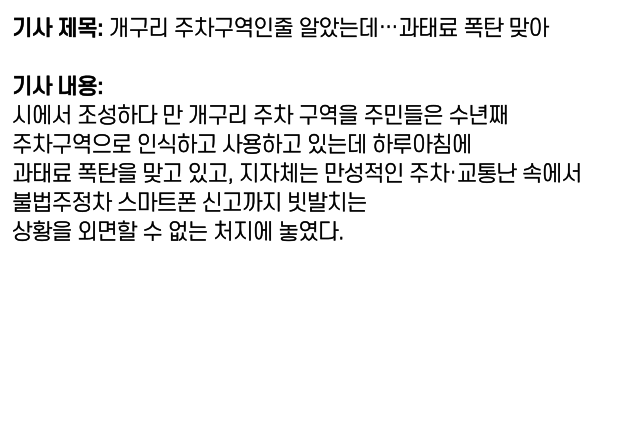 기사 제목: 개구리 주차구역인줄 알았는데…과태료 폭탄 맞아
기사 내용:
시에서 조성하다 만 개구리 주차 구역을 주민들은 수년째
주차구역으로 인식하고 사용하고 있는데 하루아침에
과태료 폭탄을 맞고 있고, 지자체는 만성적인 주차·교통난 속에서
불법주정차 스마트폰 신고까지 빗발치는
상황을 외면할 수 없는 처지에 놓였다.